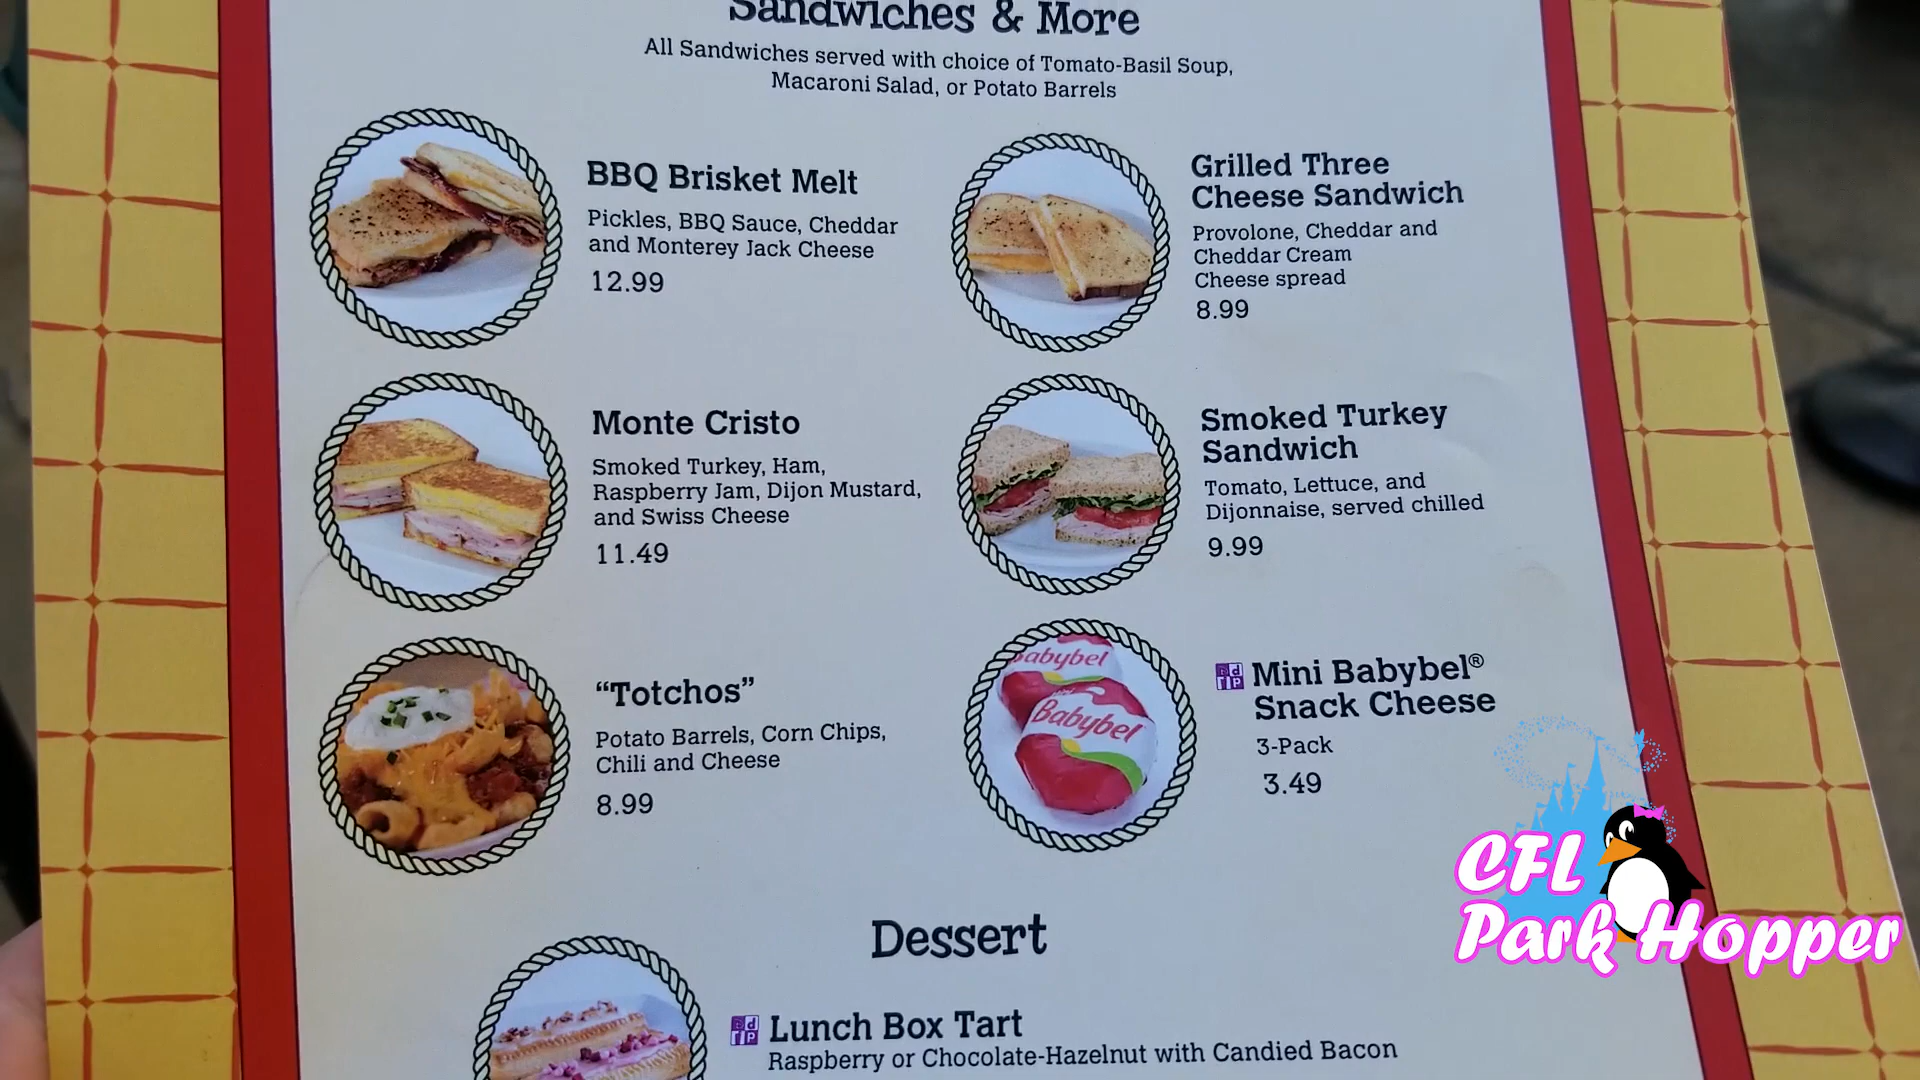 Sandwiches & More
All Sandwiches served with choice of Tomato-Basil Soup,
Macaroni Salad, or Potato Barrels
BBQ Brisket Melt
Pickles, BBQ Sauce, Cheddar
and Monterey Jack Cheese
12.99
Grilled Three
Cheese Sandwich
Provolone, Cheddar and
Cheddar Cream
Cheese spread
8.99
Monte Cristo
Smoked Turkey, Ham,
Raspberry Jam, Dijon Mustard,
and Swiss Cheese
11.49
Smoked Turkey
Sandwich
Tomato, Lettuce, and
Dijonnaise, served chilled
9.99
"Totchos"
Potato Barrels, Corn Chips,
Chili and Cheese
8.99
Babybel
Babybel
Mini Babybel®
Snack Cheese
3-Pack
3.49
Dessert
Lunch Box Tart
Raspberry or Chocolate-Hazelnut with Candied Bacon
CFL
Park Hopper